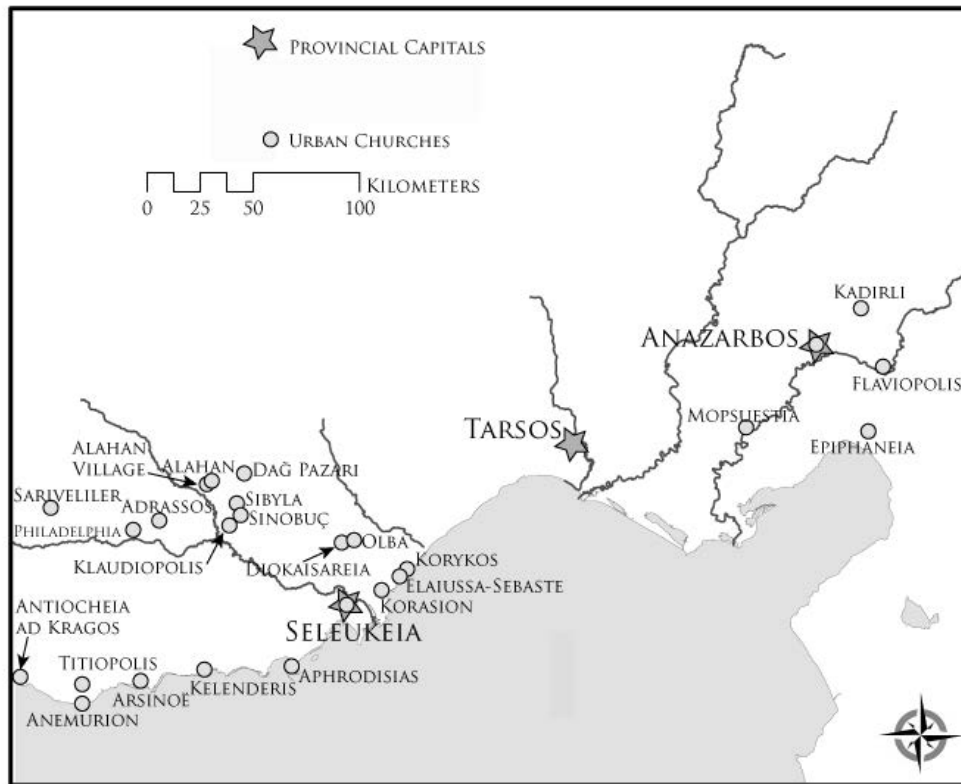 PROVINCIAL CAPITALS
URBAN CHURCHES
KILOMETERS
0 25 50 100
KADIRLI
ANAZARBOS
FLAVIOPOLIS
MOPSUESTIA
TARSOS
EPIPHANEIA
ALAHAN
VILLAGE
ALAHAN
DAĞ PAZARI
SARIVELILER
ADRASSOS
SIBYLA
SINOBUÇ
PHILADELPHIA
KLAUDIOPOLIS
DIOKAISAREIA
OLBA
KORYKOS
ELAIUSSA-SEBASTE
KORASION
SELEUKEIA
ANTIOCHEIA
AD KRAGOS
TITIOPOLIS
ARSINOË
KELENDERIS
APHRODISIAS
ANEMURION